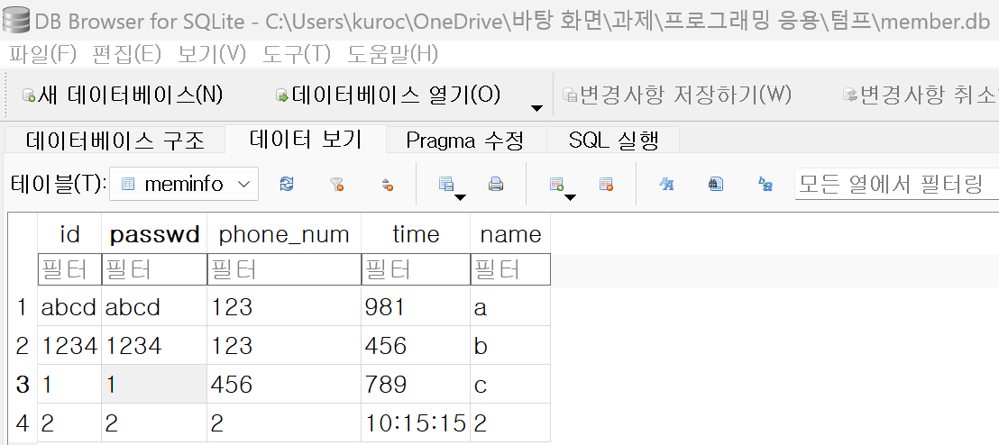 DB Browser for SQLite - C:\Users\kuroc\OneDrive\바탕 화면\과제\프로그래밍 응용\텀프\member.db
파일(F) 편집(E) 보기(V) 도구(T) 도움말(H)
새 데이터베이스(N) 데이터베이스 열기(O) 변경사항 저장하기(W) 변경사항 취소
데이터베이스 구조 데이터 보기 Pragma 수정 SQL 실행
테이블(T): meminfo 모든 열에서 필터링
id passwd phone_num time name
필터 필터 필터 필터 필터
1 abcd abcd 123 981 a
2 1234 1234 123 456 b
3 1 1 456 789 c
4 2 2 2 10:15:15 2